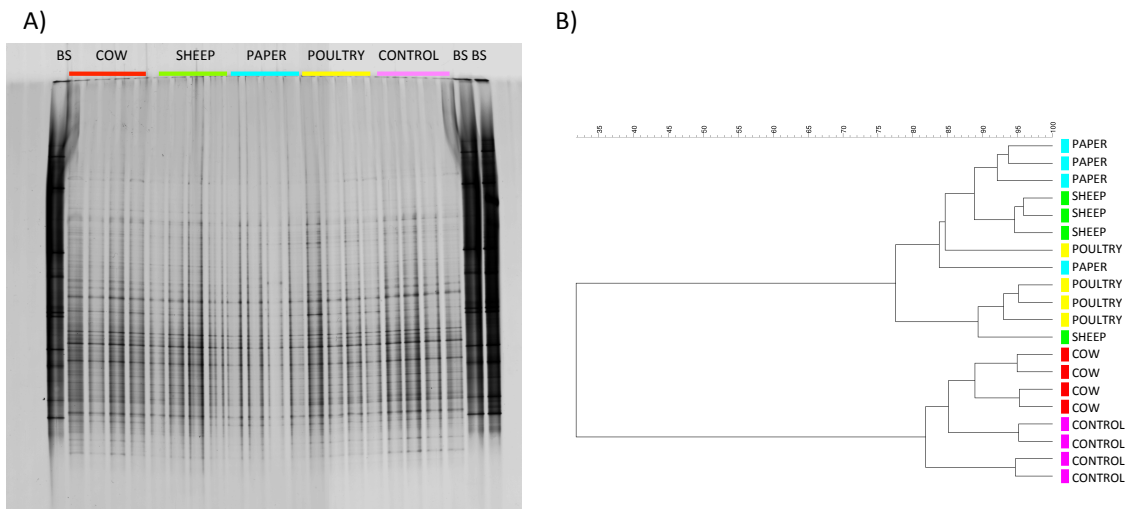 A)
BS COW SHEEP PAPER POULTRY CONTROL BS BS
B)
35 40 45 50 55 60 65 70 75 80 85 90 95 100
PAPER
PAPER
PAPER
SHEEP
SHEEP
SHEEP
POULTRY
PAPER
POULTRY
POULTRY
POULTRY
SHEEP
COW
COW
COW
COW
CONTROL
CONTROL
CONTROL
CONTROL